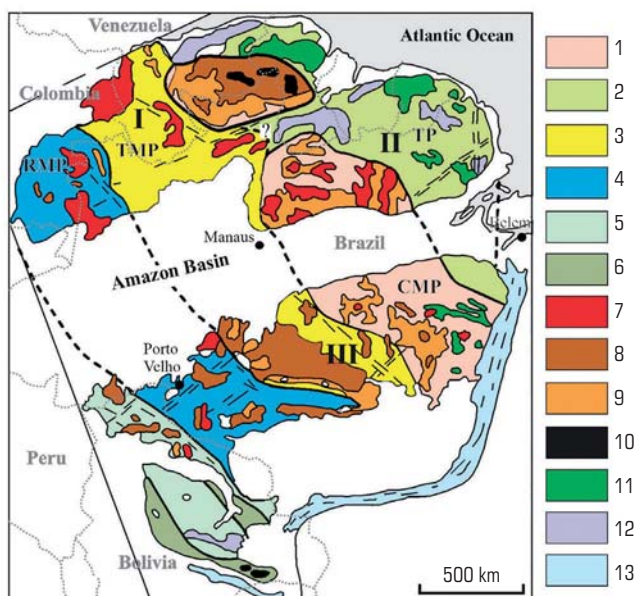 Venezuela
Atlantic Ocean
Colombia
I
II
TP
TMP
?
RMP
Belem
Manaus
Brazil
Amazon Basin
CMP
Porto
Velho
III
Peru
Bolivia
500 km
1
2
3
4
5
6
7
8
9
10
11
12
13